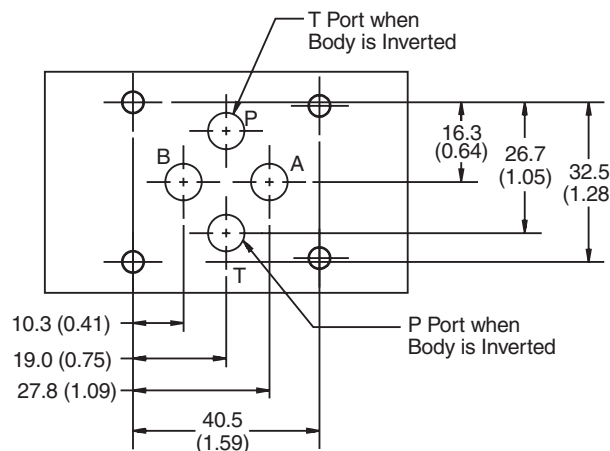 T Port when
Body is Inverted
P
B
A
T
16.3
(0.64)
26.7
(1.05)
32.5
(1.28
10.3 (0.41)
19.0 (0.75)
27.8 (1.09)
40.5
(1.59)
P Port when
Body is Inverted